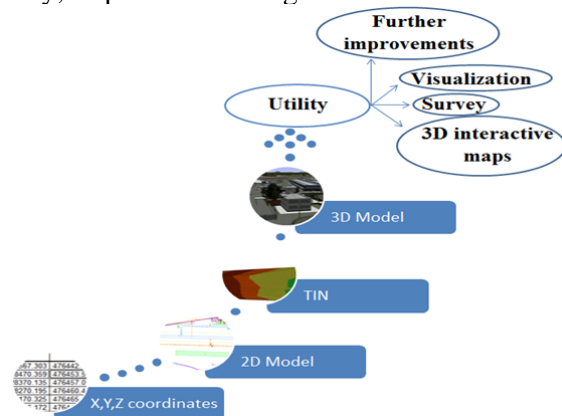 Further
improvements
Visualization
Utility
Survey
3D interactive
maps
3D Model
TIN
2D Model
X,Y,Z coordinates